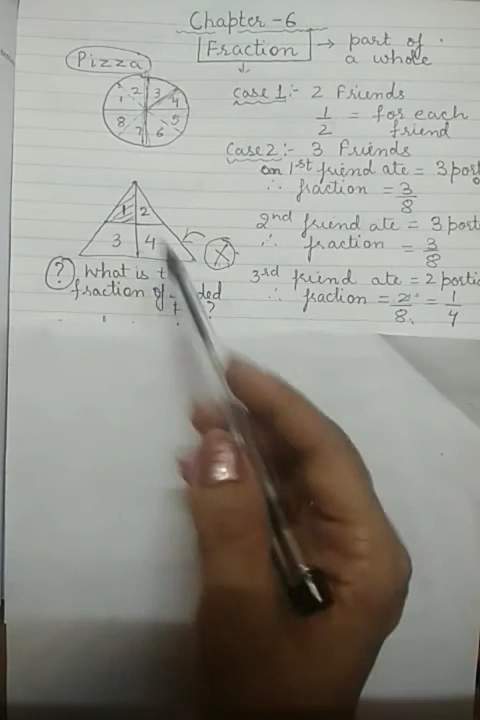 Chapter-6
Fraction → part of a whole
Pizza
1 2 3 4 5 6 7 8
Case 1:- 2 Friends
1/2 = for each friend
Case 2:- 3 Friends
1st friend ate = 3
∴ fraction = 3/8
2nd friend ate = 3
∴ fraction = 3/8
3rd friend ate = 2
∴ fraction = 2/8 = 1/4
1 2
3 4
X
? What is
fraction of
?